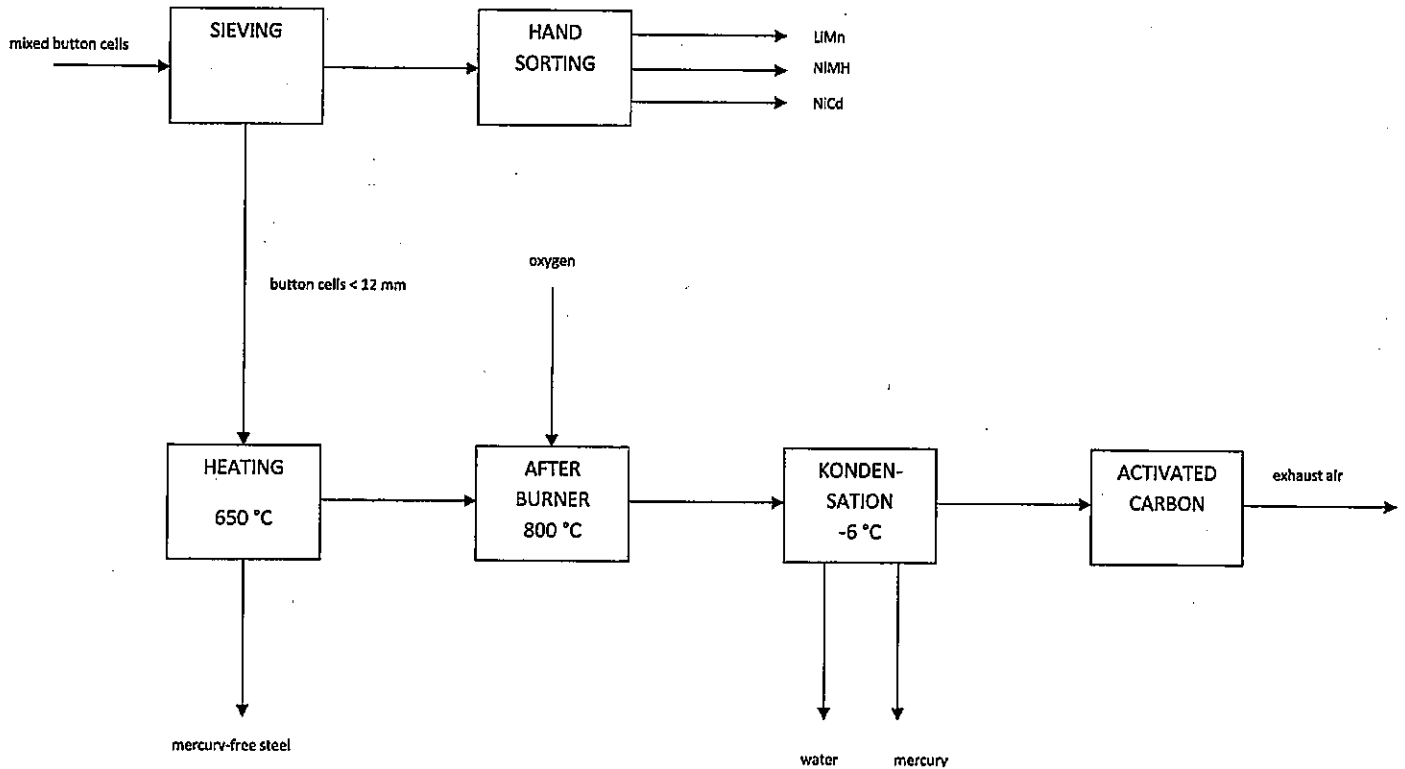 mixed button cells
SIEVING
HAND
SORTING
LiMn
NiMH
NiCd
button cells < 12 mm
oxygen
HEATING
650 °C
AFTER
BURNER
800 °C
KONDEN-
SATION
-6 °C
ACTIVATED
CARBON
exhaust air
mercury-free steel
water
mercury